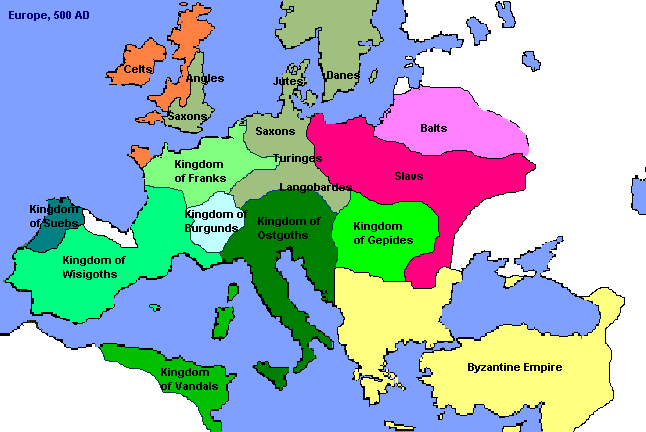 Europe, 500 AD
Celts
Angles
Jutes
Danes
Saxons
Saxons
Balts
Turinges
Kingdom
of Franks
Slavs
Langobardes
Kingdom
of Suebs
Kingdom of
Burgunds
Kingdom of
Ostgoths
Kingdom
of Gepides
Kingdom of
Wisigoths
Kingdom
of Vandals
Byzantine Empire